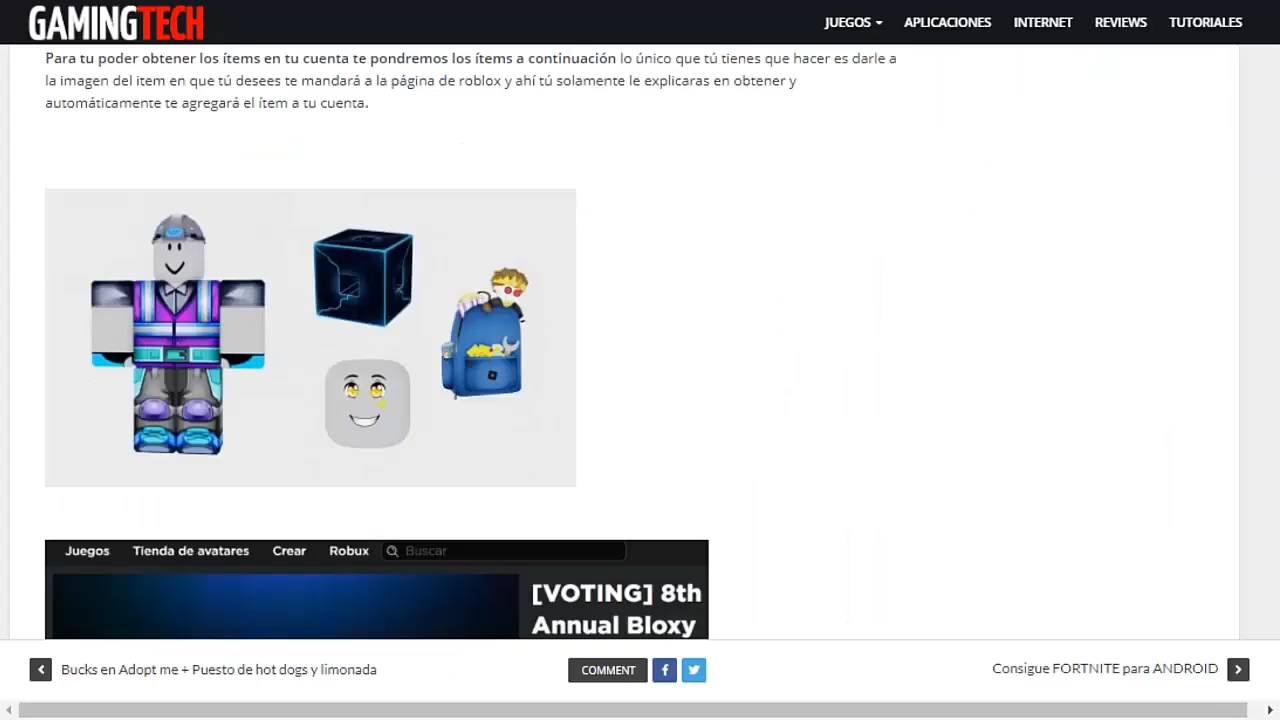 GAMINGTECH
JUEGOS APLICACIONES INTERNET REVIEWS TUTORIALES
Para tu poder obtener los ítems en tu cuenta te pondremos los ítems a continuación lo único que tú tienes que hacer es darle a
la imagen del item en que tú desees te mandará a la página de roblox y ahí tú solamente le explicaras en obtener y
automáticamente te agregará el ítem a tu cuenta.
Juegos Tienda de avatares Crear Robux Buscar
[VOTING] 8th
Annual Bloxy
Bucks en Adopt me + Puesto de hot dogs y limonada
COMMENT
Consigue FORTNITE para ANDROID